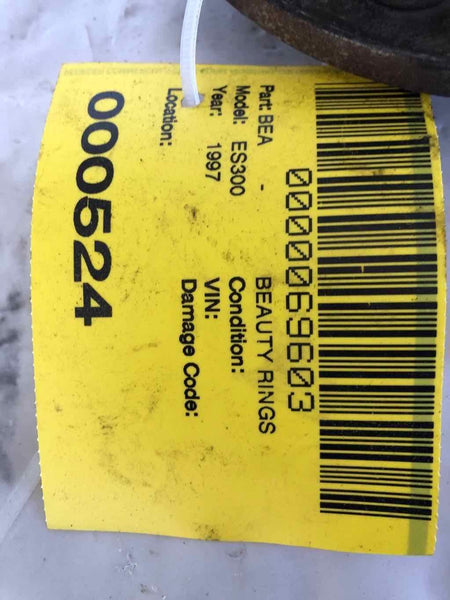 0000069603
Part: BEA - BEAUTY RINGS
Model: ES300 Condition:
Year: 1997 VIN:
Damage Code:
Location:
000524